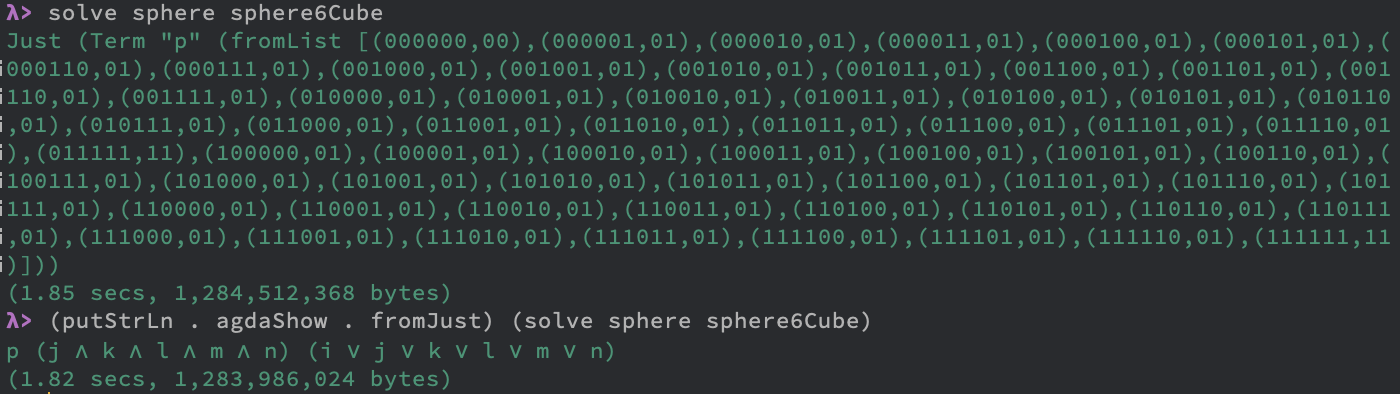 λ> solve sphere sphere6Cube
Just (Term "p" (fromList [(000000,00),(000001,01),(000010,01),(000011,01),(000100,01),(000101,01),(
000110,01),(000111,01),(001000,01),(001001,01),(001010,01),(001011,01),(001100,01),(001101,01),(001
110,01),(001111,01),(010000,01),(010001,01),(010010,01),(010011,01),(010100,01),(010101,01),(010110
,01),(010111,01),(011000,01),(011001,01),(011010,01),(011011,01),(011100,01),(011101,01),(011110,01
),(011111,11),(100000,01),(100001,01),(100010,01),(100011,01),(100100,01),(100101,01),(100110,01),(
100111,01),(101000,01),(101001,01),(101010,01),(101011,01),(101100,01),(101101,01),(101110,01),(101
111,01),(110000,01),(110001,01),(110010,01),(110011,01),(110100,01),(110101,01),(110110,01),(110111
,01),(111000,01),(111001,01),(111010,01),(111011,01),(111100,01),(111101,01),(111110,01),(111111,11
)]))
(1.85 secs, 1,284,512,368 bytes)
λ> (putStrLn . agdaShow . fromJust) (solve sphere sphere6Cube)
p (j ∧ k ∧ l ∧ m ∧ n) (i ∨ j ∨ k ∨ l ∨ m ∨ n)
(1.82 secs, 1,283,986,024 bytes)